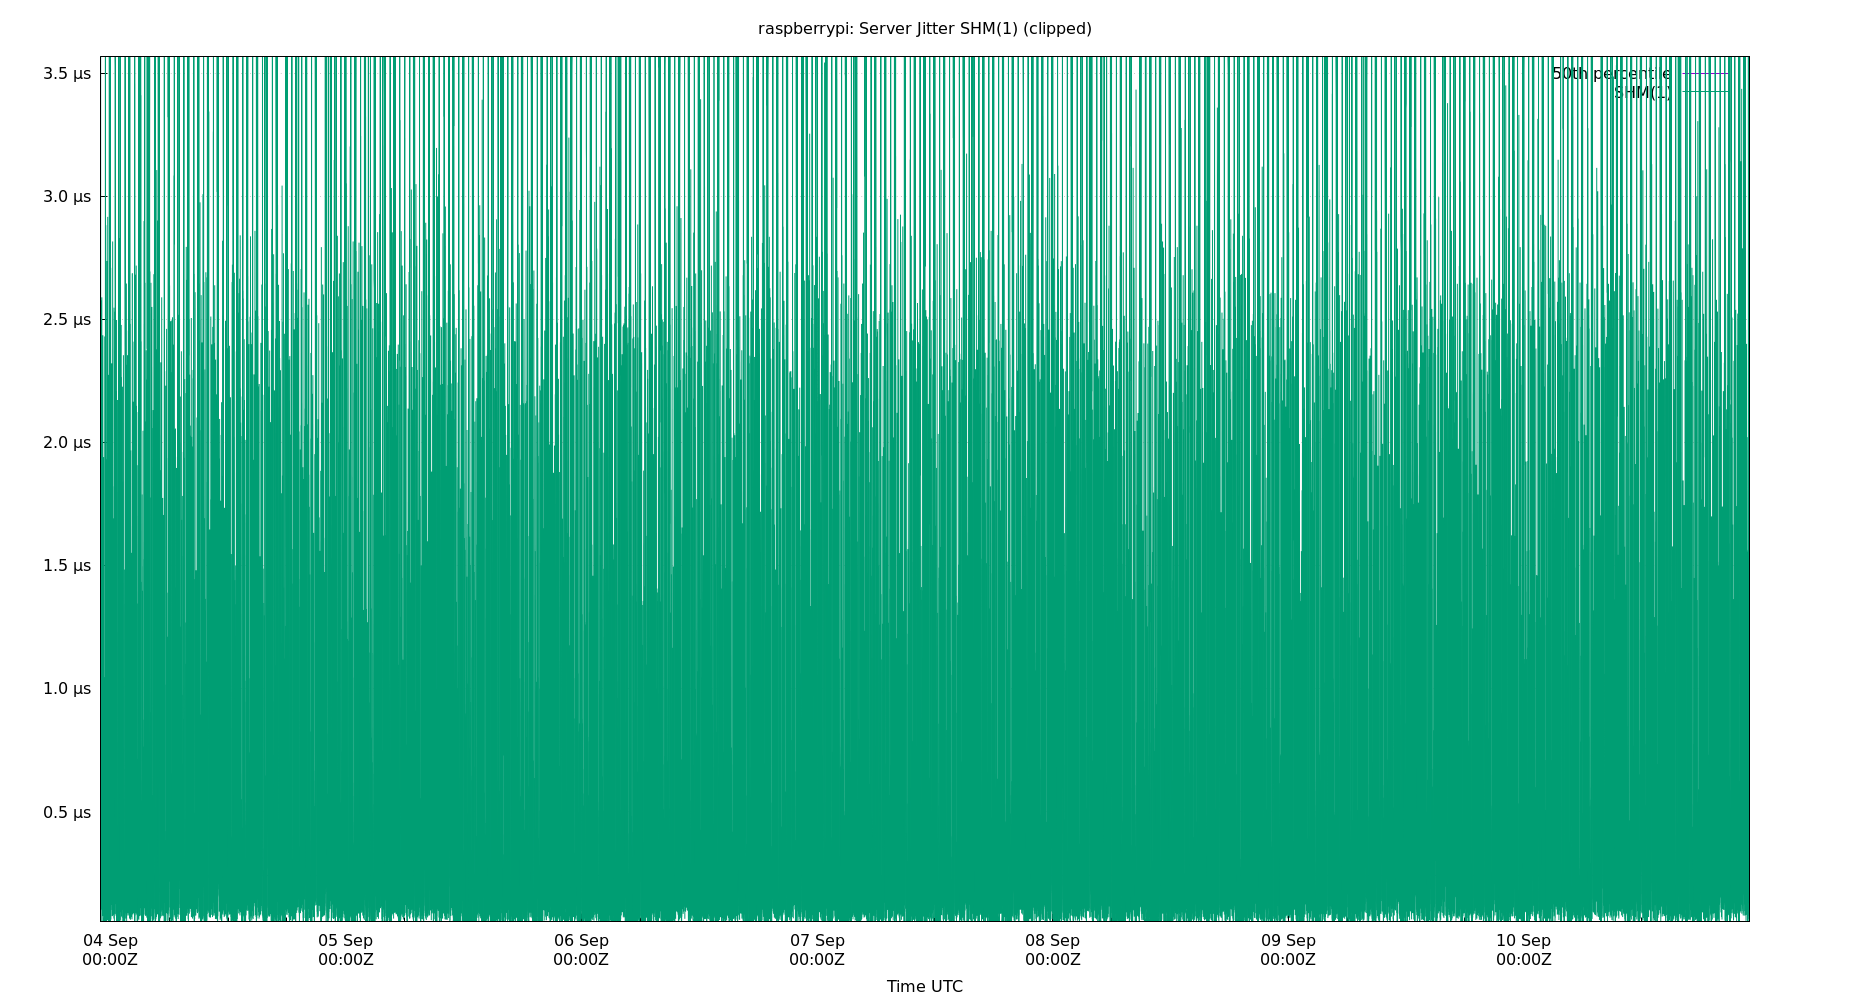 raspberrypi: Server Jitter SHM(1) (clipped)
3.5 µs
50th percentile
SHM(1)
3.0 µs
2.5 µs
2.0 µs
1.5 µs
1.0 µs
0.5 µs
04 Sep 05 Sep 06 Sep 07 Sep 08 Sep 09 Sep 10 Sep
00:00Z 00:00Z 00:00Z 00:00Z 00:00Z 00:00Z 00:00Z
Time UTC